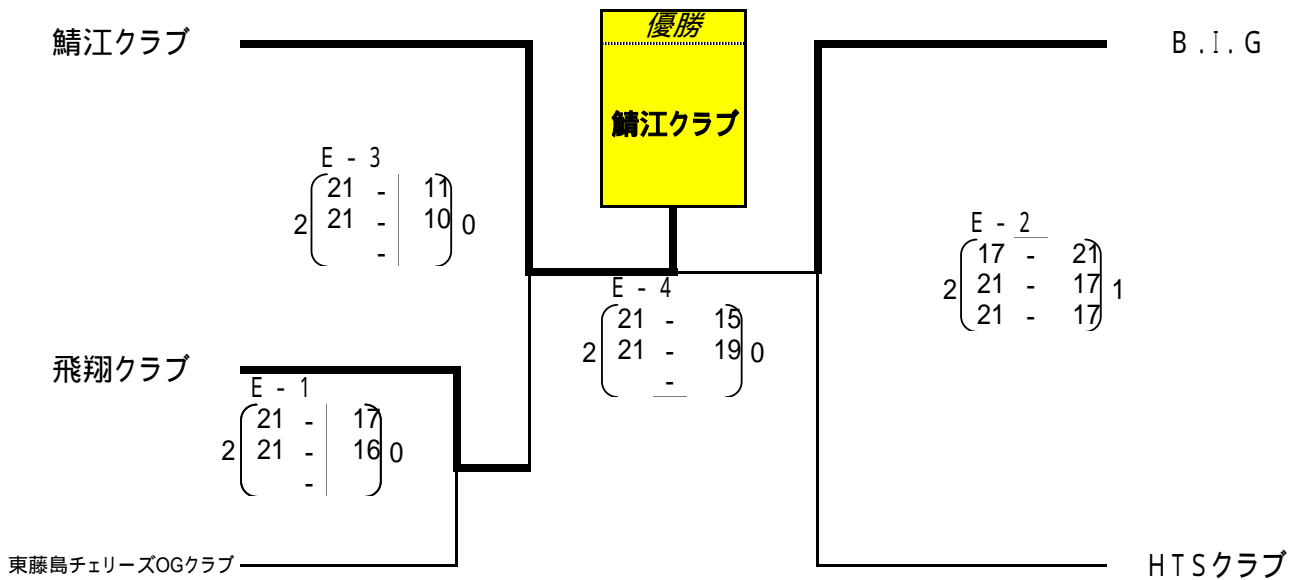 優勝
鯖江クラブ
B.I.G
鯖江クラブ
E - 3
21 - 11
2 21 - 10 0
-
E - 2
17 - 21
2 21 - 17 1
21 - 17
E - 4
21 - 15
2 21 - 19 0
-
飛翔クラブ
E - 1
21 - 17
2 21 - 16 0
-
東藤島チェリーズOGクラブ
HTSクラブ